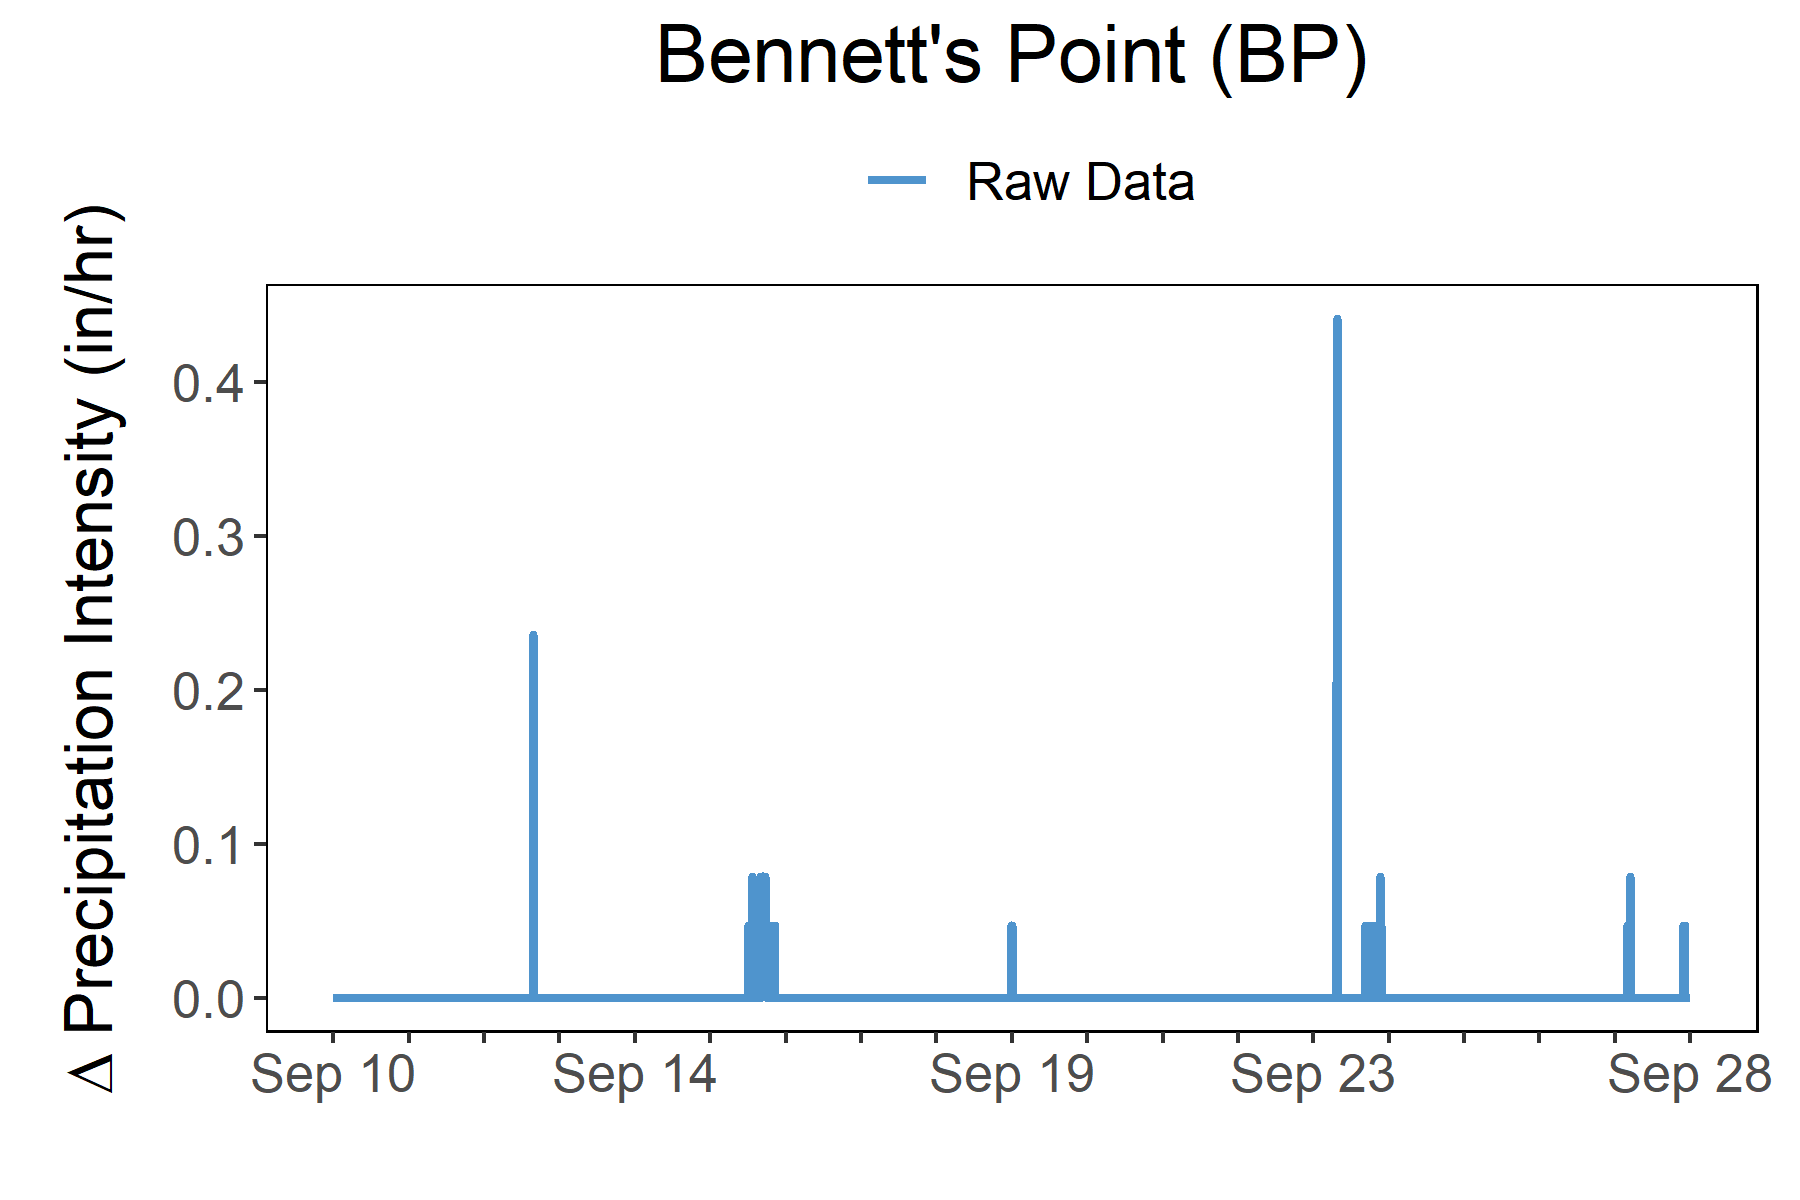 Bennett's Point (BP)
Raw Data
Δ Precipitation Intensity (in/hr)
0.4
0.3
0.2
0.1
0.0
Sep 10 Sep 14 Sep 19 Sep 23 Sep 28